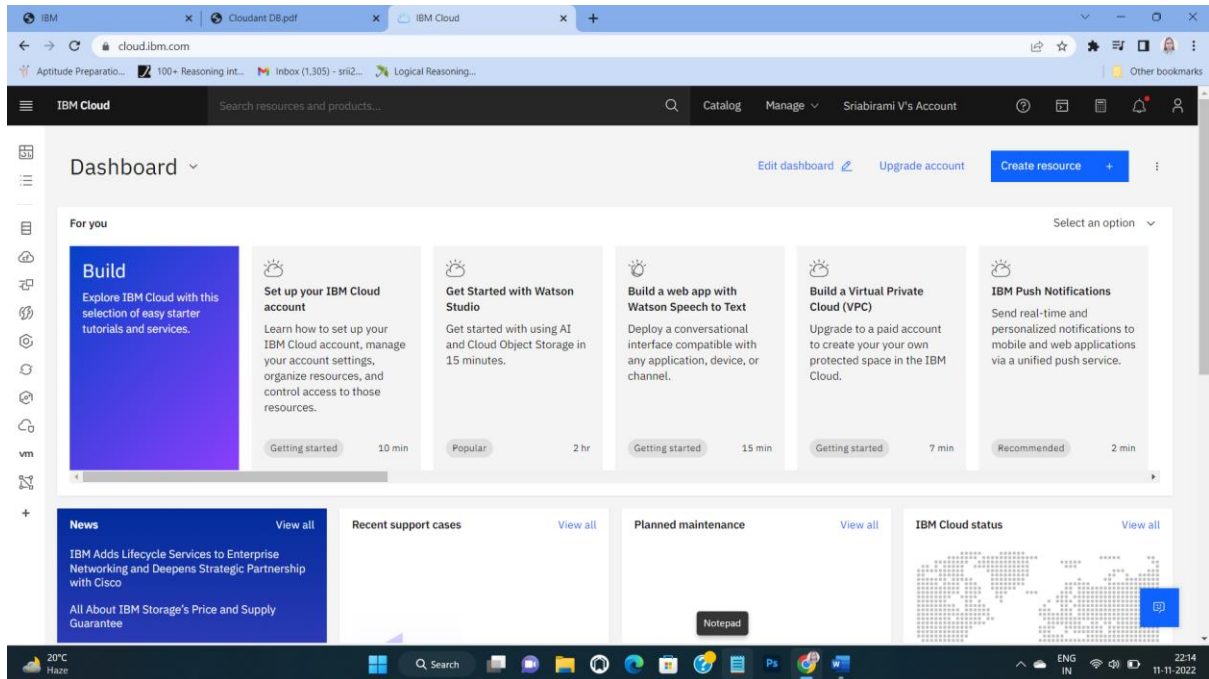 IBM
Cloudant DB.pdf
IBM Cloud
cloud.ibm.com
Aptitude Preparatio...
100+ Reasoning int...
Inbox (1,305) - srii2...
Logical Reasoning...
Other bookmarks
IBM Cloud
Search resources and products...
Catalog
Manage
Sriabirami V's Account
Dashboard
Edit dashboard
Upgrade account
Create resource +
For you
Select an option
Build
Explore IBM Cloud with this
selection of easy starter
tutorials and services.
Set up your IBM Cloud
account
Learn how to set up your
IBM Cloud account, manage
your account settings,
organize resources, and
control access to those
resources.
Getting started
10 min
Get Started with Watson
Studio
Get started with using AI
and Cloud Object Storage in
15 minutes.
Popular
2 hr
Build a web app with
Watson Speech to Text
Deploy a conversational
interface compatible with
any application, device, or
channel.
Getting started
15 min
Build a Virtual Private
Cloud (VPC)
Upgrade to a paid account
to create your your own
protected space in the IBM
Cloud.
Getting started
7 min
IBM Push Notifications
Send real-time and
personalized notifications to
mobile and web applications
via a unified push service.
Recommended
2 min
vm
News
View all
IBM Adds Lifecycle Services to Enterprise
Networking and Deepens Strategic Partnership
with Cisco
All About IBM Storage's Price and Supply
Guarantee
Recent support cases
View all
Planned maintenance
View all
IBM Cloud status
View all
Notepad
20°C
Haze
Search
Ps
W
ENG
IN
22:14
11-11-2022